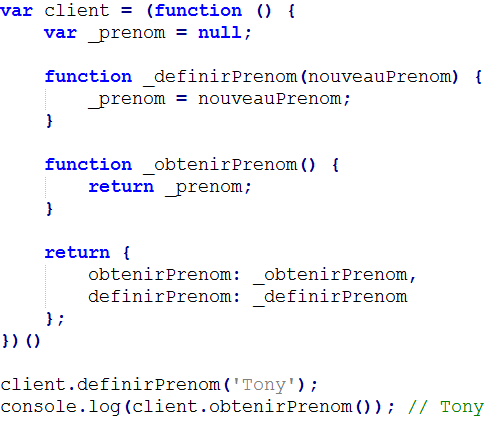 var client = (function () {
    var _prenom = null;

    function _definirPrenom(nouveauPrenom) {
        _prenom = nouveauPrenom;
    }

    function _obtenirPrenom() {
        return _prenom;
    }

    return {
        obtenirPrenom: _obtenirPrenom,
        definirPrenom: _definirPrenom
    };
})()

client.definirPrenom('Tony');
console.log(client.obtenirPrenom()); // Tony